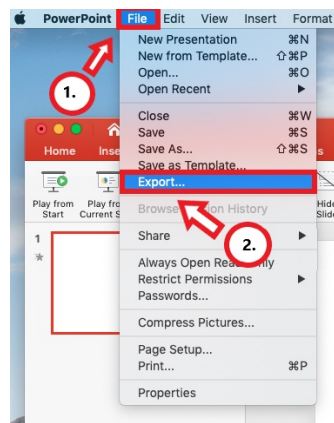 PowerPoint File Edit View Insert Format
New Presentation ⌘N
New from Template... ⇧⌘P
Open... ⌘O
Open Recent ▶
1.
Close ⌘W
Save ⌘S
Save As... ⇧⌘S
Save as Template...
Home
Export...
Play from Start
Play
Current
Browse History
2.
Share ▶
1
Always Open
Restrict Permissions ▶
Passwords...
Compress Pictures...
Page Setup...
Print... ⌘P
Properties